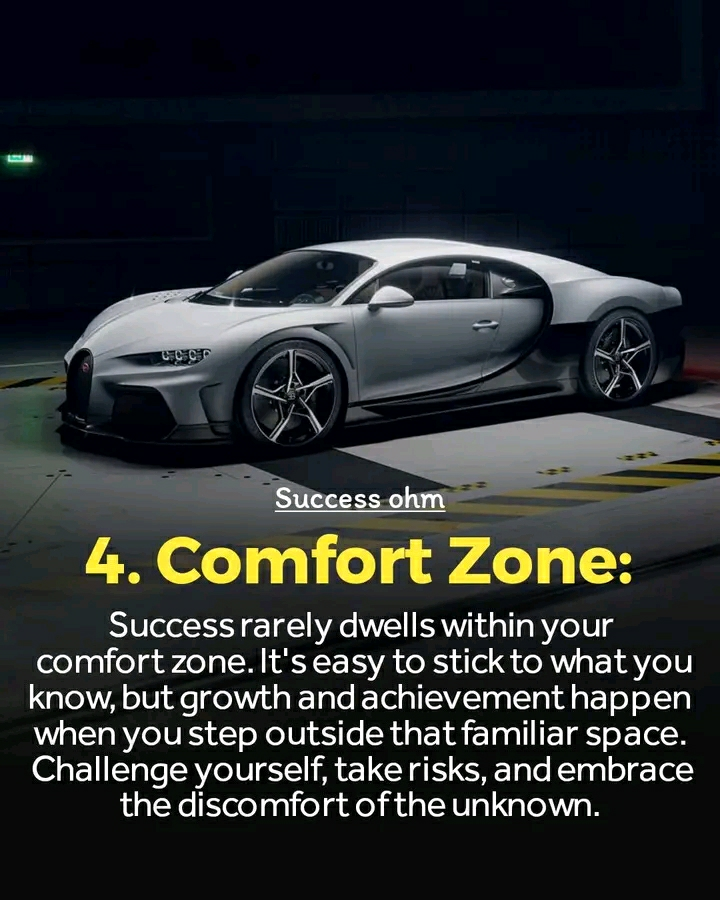 Success ohm
4. Comfort Zone:
Success rarely dwells within your
comfort zone. It's easy to stick to what you
know, but growth and achievement happen
when you step outside that familiar space.
Challenge yourself, take risks, and embrace
the discomfort of the unknown.